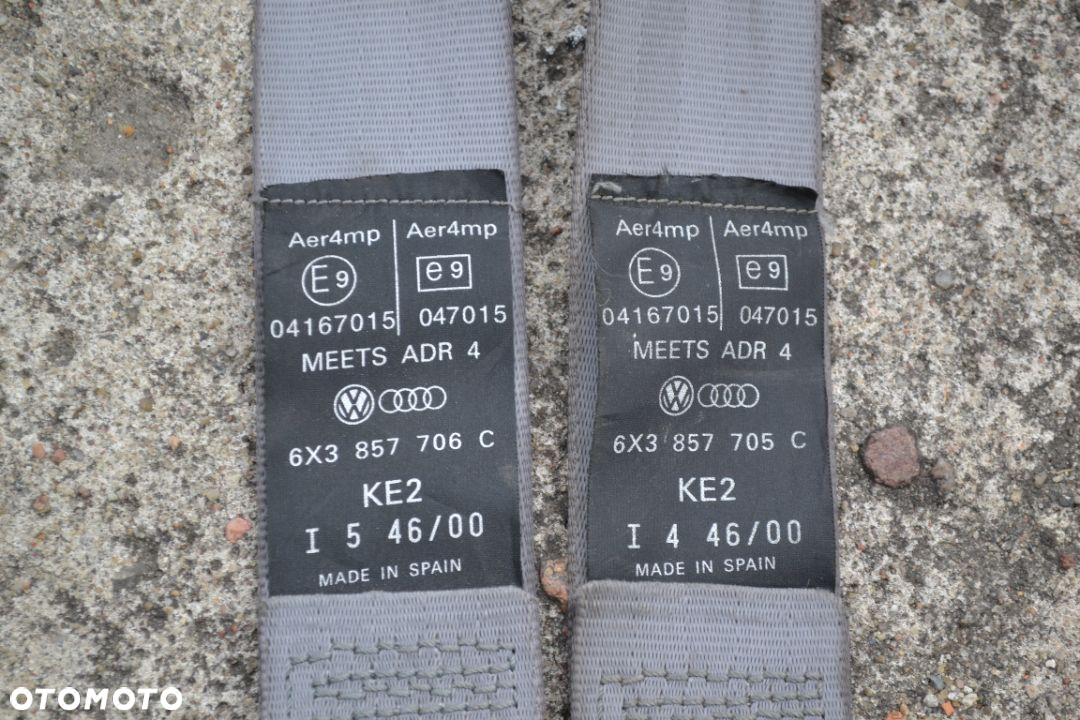 Aer4mp Aer4mp
E9 e9
04167015 047015
MEETS ADR 4
VW
6X3 857 706 C
KE2
I 5 46/00
MADE IN SPAIN
Aer4mp Aer4mp
E9 e9
04167015 047015
MEETS ADR 4
VW
6X3 857 705 C
KE2
I 4 46/00
MADE IN SPAIN
OTOMOTO